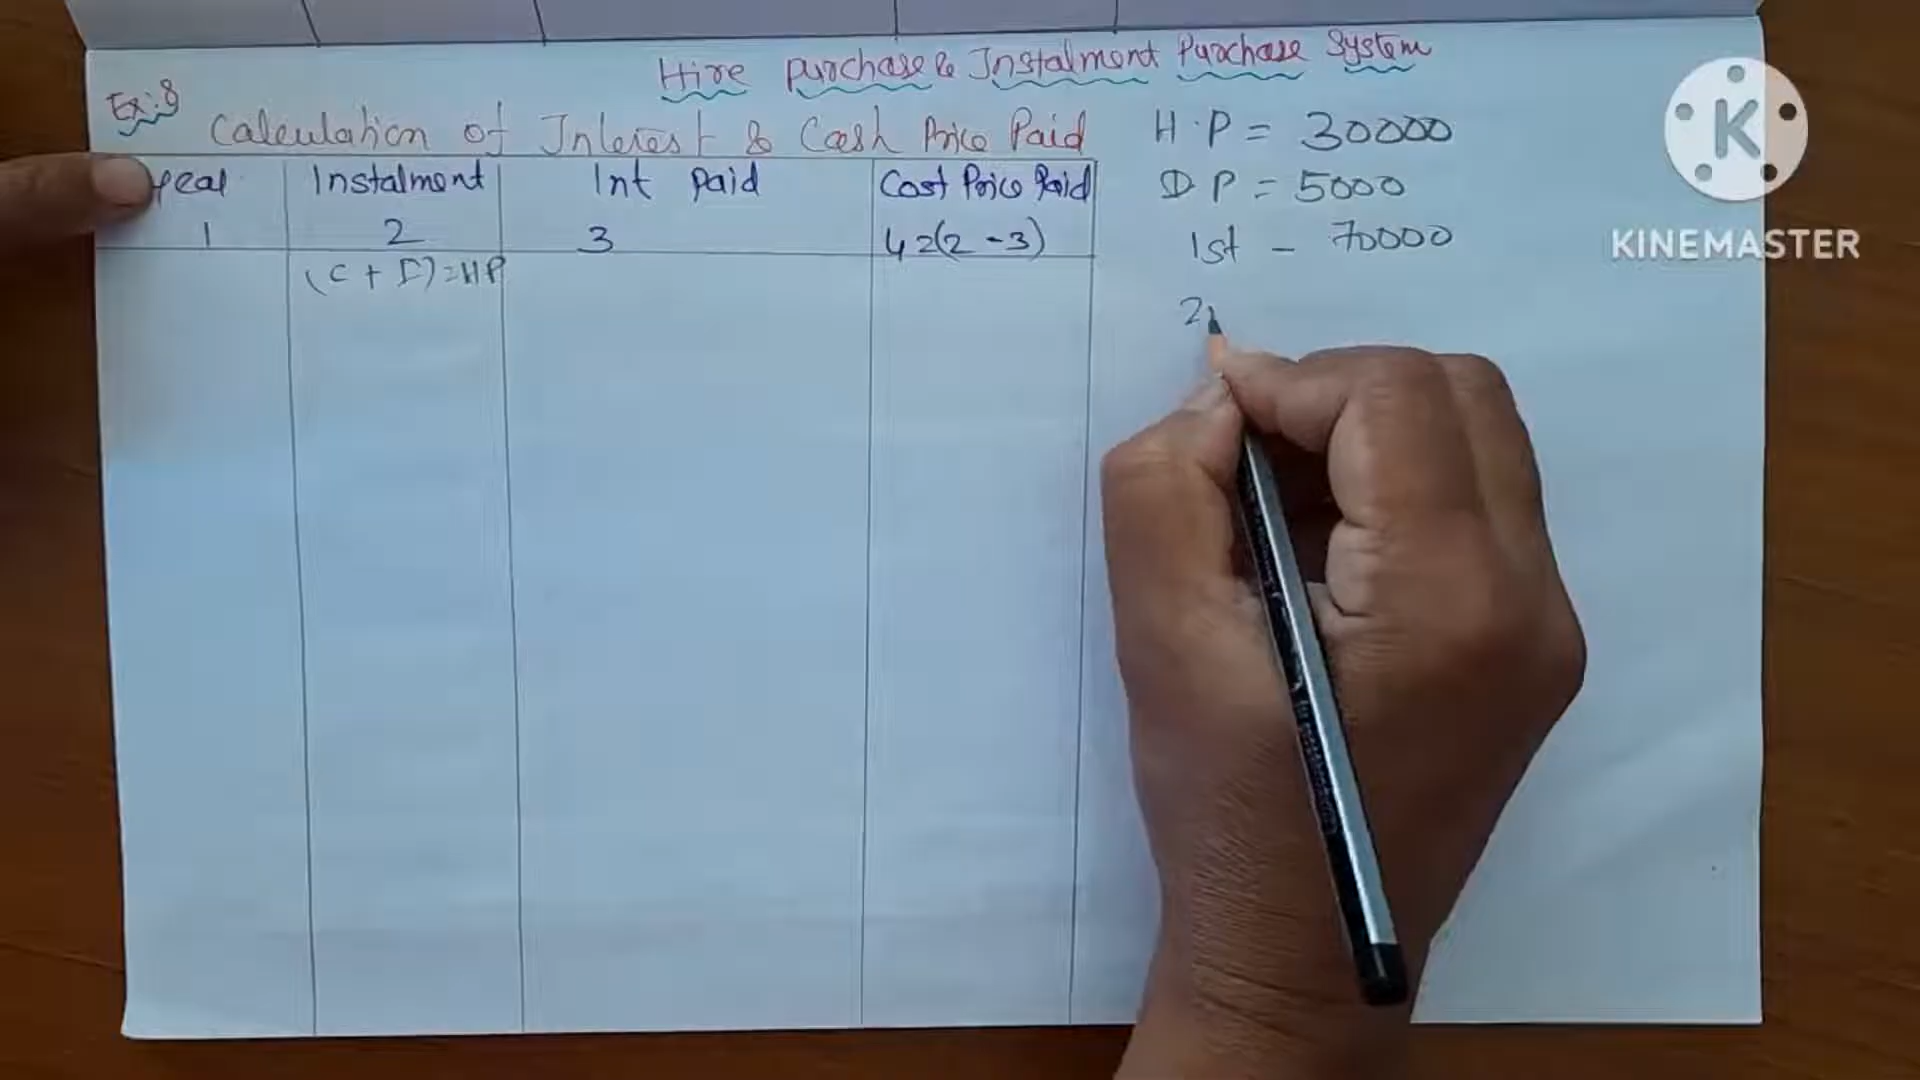 Hire purchase & Instalment Purchase System
Ex:8
Calculation of Interest & Cash Price Paid
year Instalment Int paid Cost Price Paid
1 2 3 4=(2-3)
(C + I) = HP
H.P = 30000
D P = 5000
1st - 70000
2
K
KINEMASTER